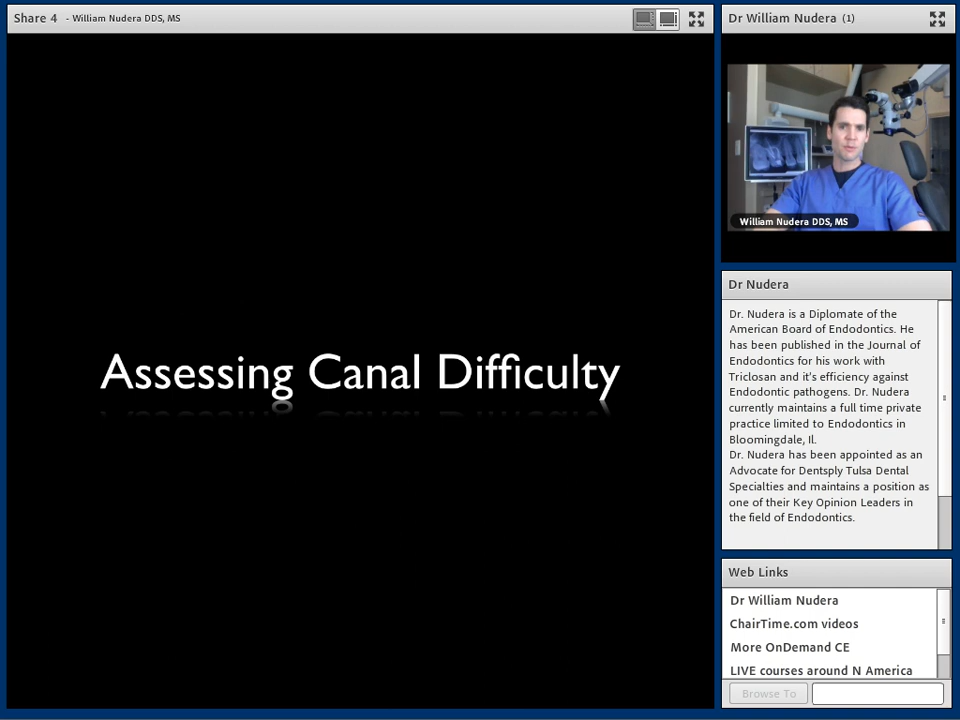 Share 4 - William Nudera DDS, MS
Assessing Canal Difficulty
Dr William Nudera (1)
William Nudera DDS, MS
Dr Nudera
Dr. Nudera is a Diplomate of the
American Board of Endodontics. He
has been published in the Journal of
Endodontics for his work with
Triclosan and it's efficiency against
Endodontic pathogens. Dr. Nudera
currently maintains a full time private
practice limited to Endodontics in
Bloomingdale, Il.
Dr. Nudera has been appointed as an
Advocate for Dentsply Tulsa Dental
Specialties and maintains a position as
one of their Key Opinion Leaders in
the field of Endodontics.
Web Links
Dr William Nudera
ChairTime.com videos
More OnDemand CE
LIVE courses around N America
Browse To